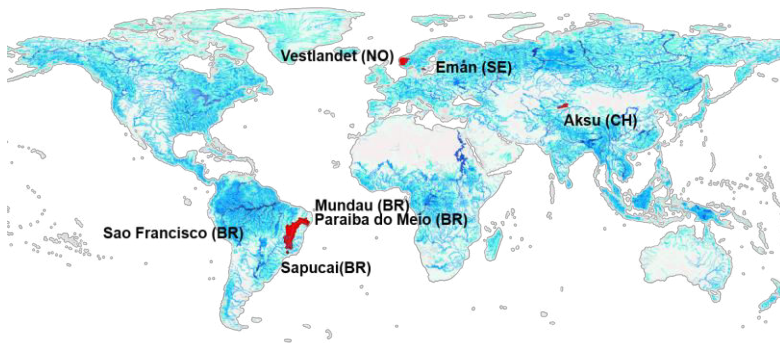 Vestlandet (NO)
Emån (SE)
Aksu (CH)
Mundau (BR)
Paraiba do Meio (BR)
Sao Francisco (BR)
Sapucai(BR)